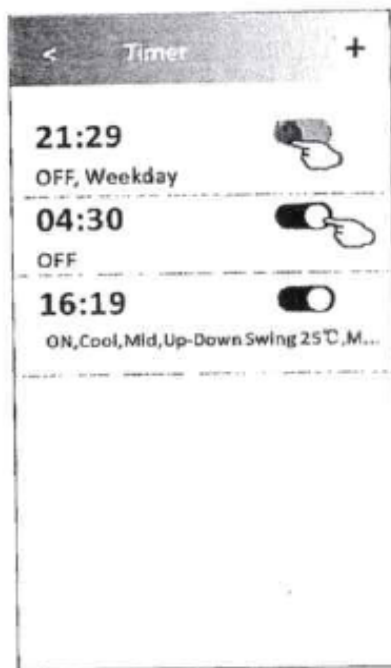 < Timer +
21:29
OFF, Weekday
04:30
OFF
16:19
ON,Cool,Mid,Up-Down Swing 25℃,M...